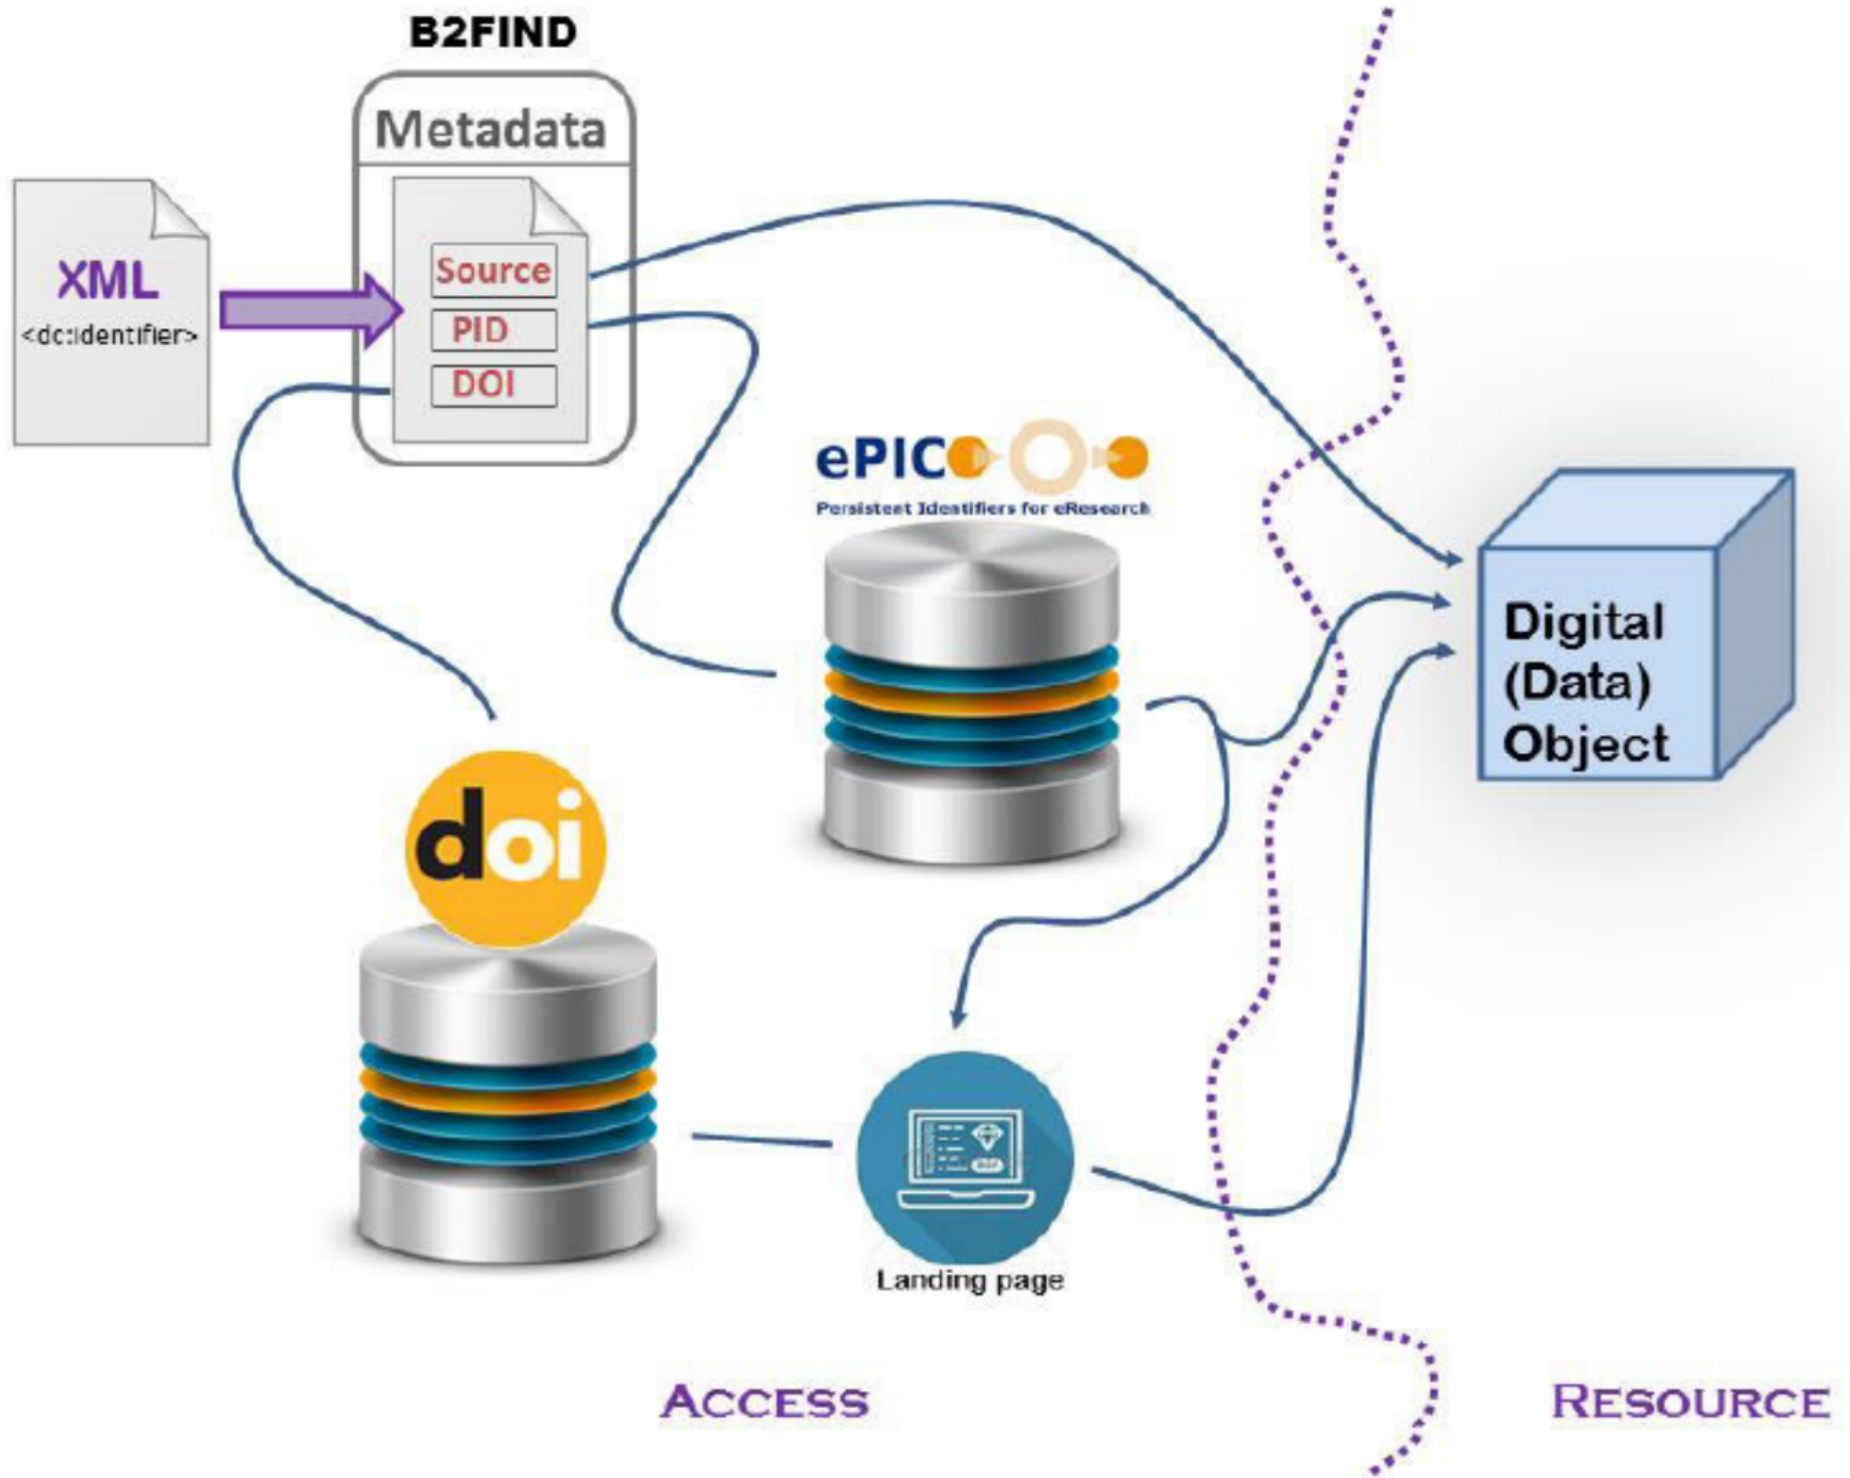 B2FIND
Metadata
XML
<dc:identifier>
Source
PID
DOI
ePIC
Persistent Identifiers for eResearch
Digital
(Data)
Object
doi
Landing page
ACCESS
RESOURCE